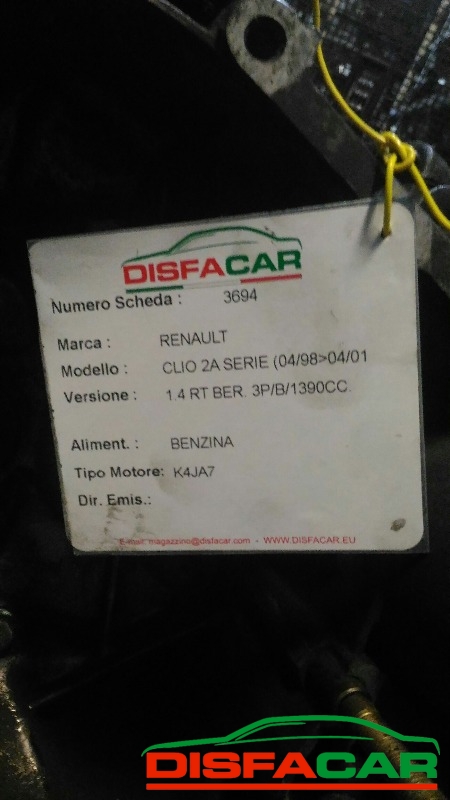 DISFACAR
Numero Scheda : 3694
Marca : RENAULT
Modello : CLIO 2A SERIE (04/98>04/01
Versione : 1.4 RT BER. 3P/B/1390CC.
Aliment. : BENZINA
Tipo Motore: K4JA7
Dir. Emis.:
E-mail: magazzino@disfacar.com - WWW.DISFACAR.EU
DISFACAR